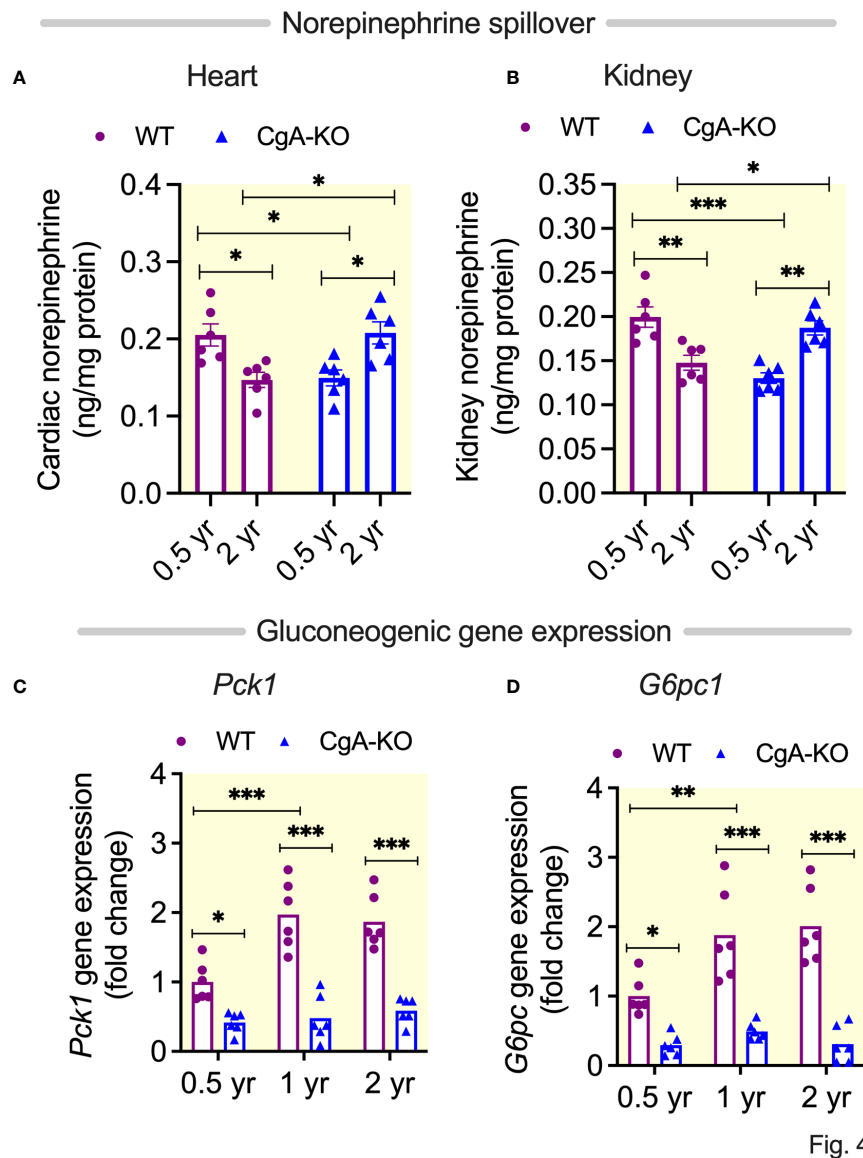 Norepinephrine spillover
A
Heart
B
Kidney
WT CgA-KO
WT CgA-KO
Cardiac norepinephrine
(ng/mg protein)
0.4
0.3
0.2
0.1
0.0
*
*
*
*
0.5 yr
2 yr
0.5 yr
2 yr
Kidney norepinephrine
(ng/mg protein)
0.35
0.30
0.25
0.20
0.15
0.10
0.05
0.00
*
***
**
**
0.5 yr
2 yr
0.5 yr
2 yr
Gluconeogenic gene expression
C
Pck1
D
G6pc1
WT CgA-KO
WT CgA-KO
Pck1 gene expression
(fold change)
4
3
2
1
0
***
***
***
*
0.5 yr
1 yr
2 yr
G6pc gene expression
(fold change)
4
3
2
1
0
**
***
***
*
0.5 yr
1 yr
2 yr
Fig. 4